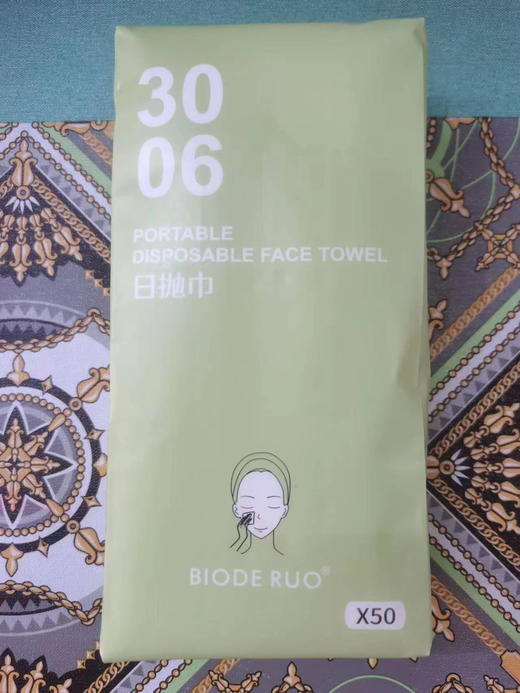 30
06
PORTABLE
DISPOSABLE FACE TOWEL
日抛巾
BIODE RUO®
X50